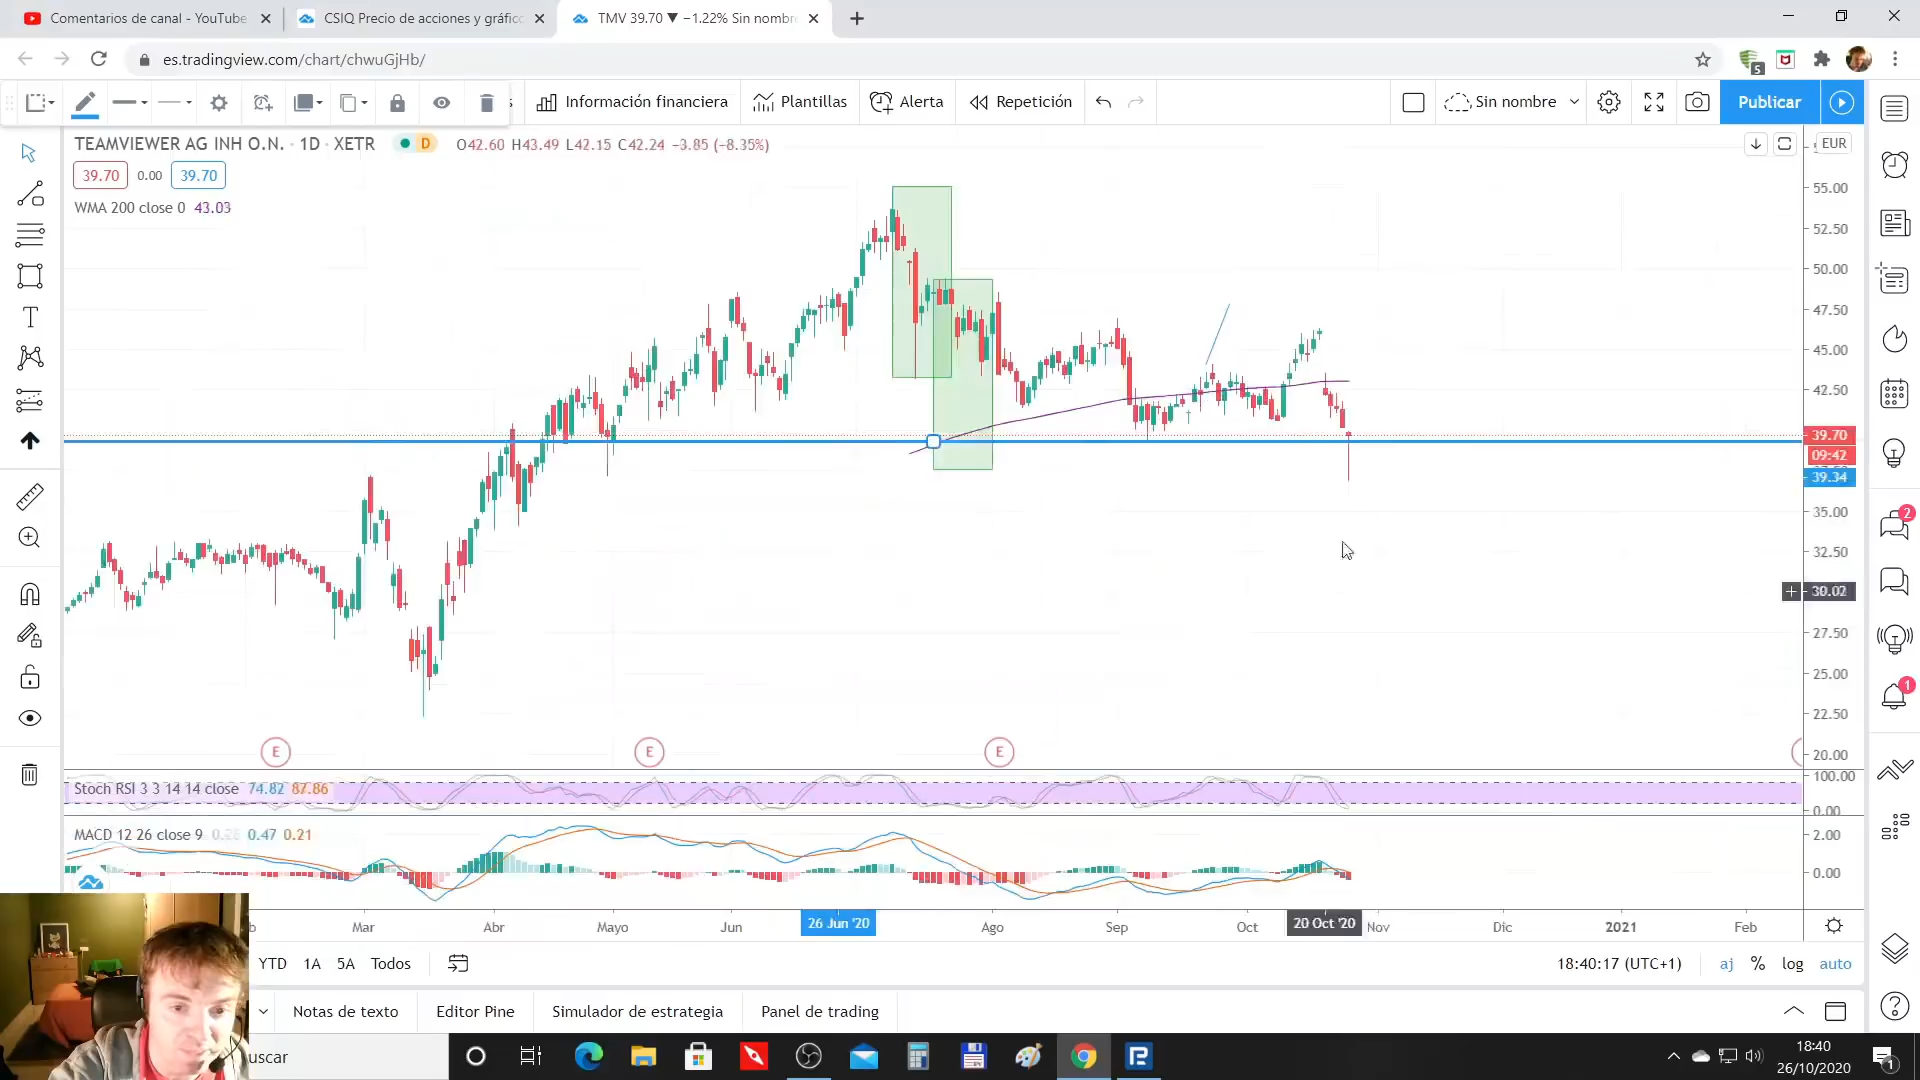 Comentarios de canal - YouTube
CSIQ Precio de acciones y gráfic
TMV 39.70 ▼ −1.22% Sin nombr
es.tradingview.com/chart/chwuGjHb/
5
Información financiera
Plantillas
Alerta
Repetición
Sin nombre
Publicar
TEAMVIEWER AG INH O.N. · 1D · XETR
D
O42.60 H43.49 L42.15 C42.24 −3.85 (−8.35%)
EUR
39.70
0.00
39.70
WMA 200 close 0 43.03
55.00
52.50
50.00
47.50
45.00
42.50
39.70
09:42
39.34
35.00
32.50
30.02
27.50
25.00
22.50
20.00
E
E
E
2
1
Stoch RSI 3 3 14 14 close 74.82 87.86
100.00
0.00
MACD 12 26 close 9 0.47 0.21
2.00
0.00
b
Mar
Abr
Mayo
Jun
26 Jun '20
Ago
Sep
Oct
20 Oct '20
Nov
Dic
2021
Feb
YTD
1A
5A
Todos
18:40:17 (UTC+1)
aj
%
log
auto
Notas de texto
Editor Pine
Simulador de estrategia
Panel de trading
uscar
18:40
26/10/2020
1